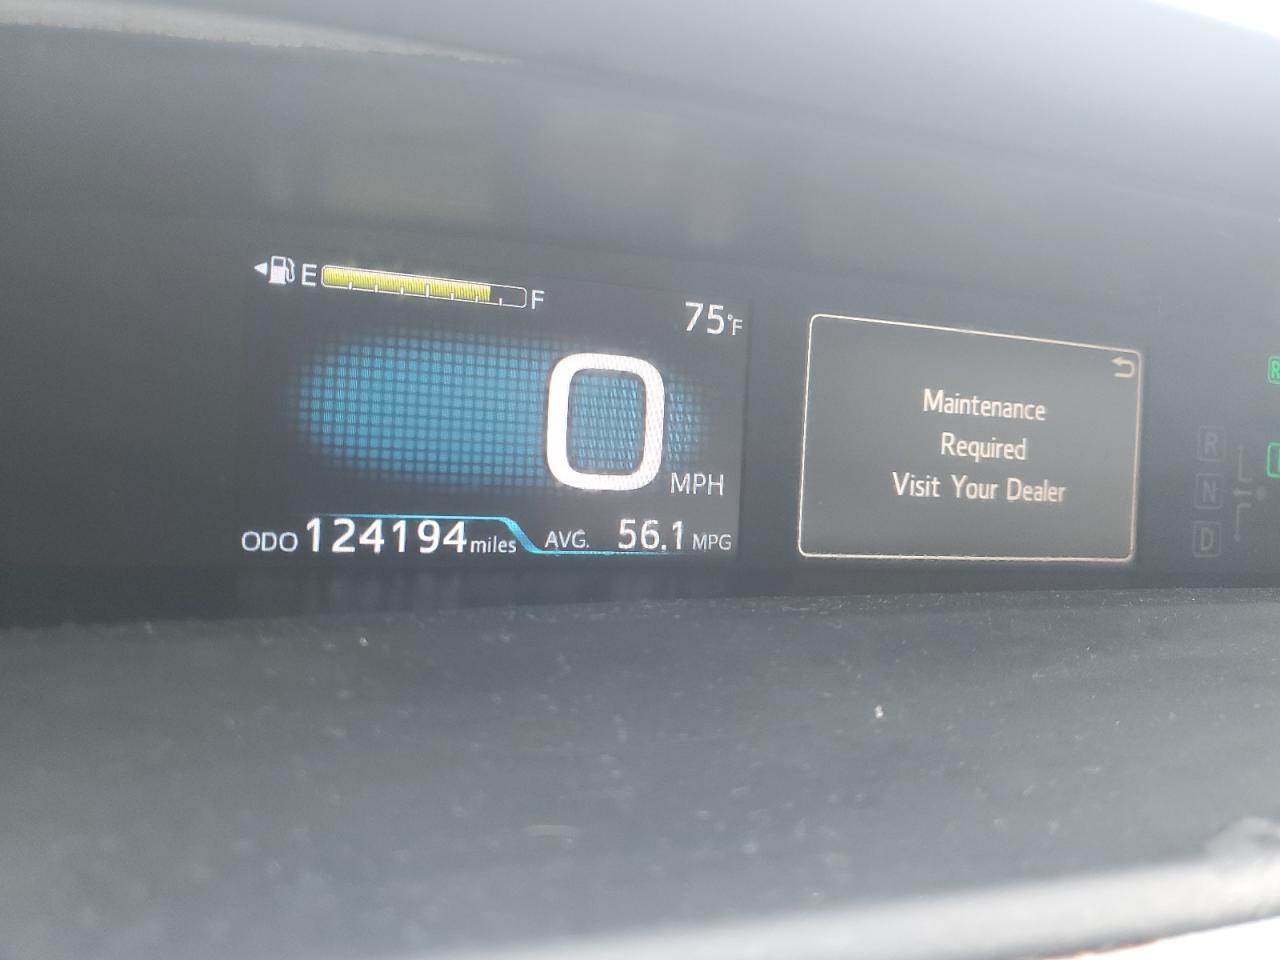 E F
75°F
0
MPH
ODO 124194 miles AVG. 56.1 MPG
Maintenance
Required
Visit Your Dealer
R
N
D